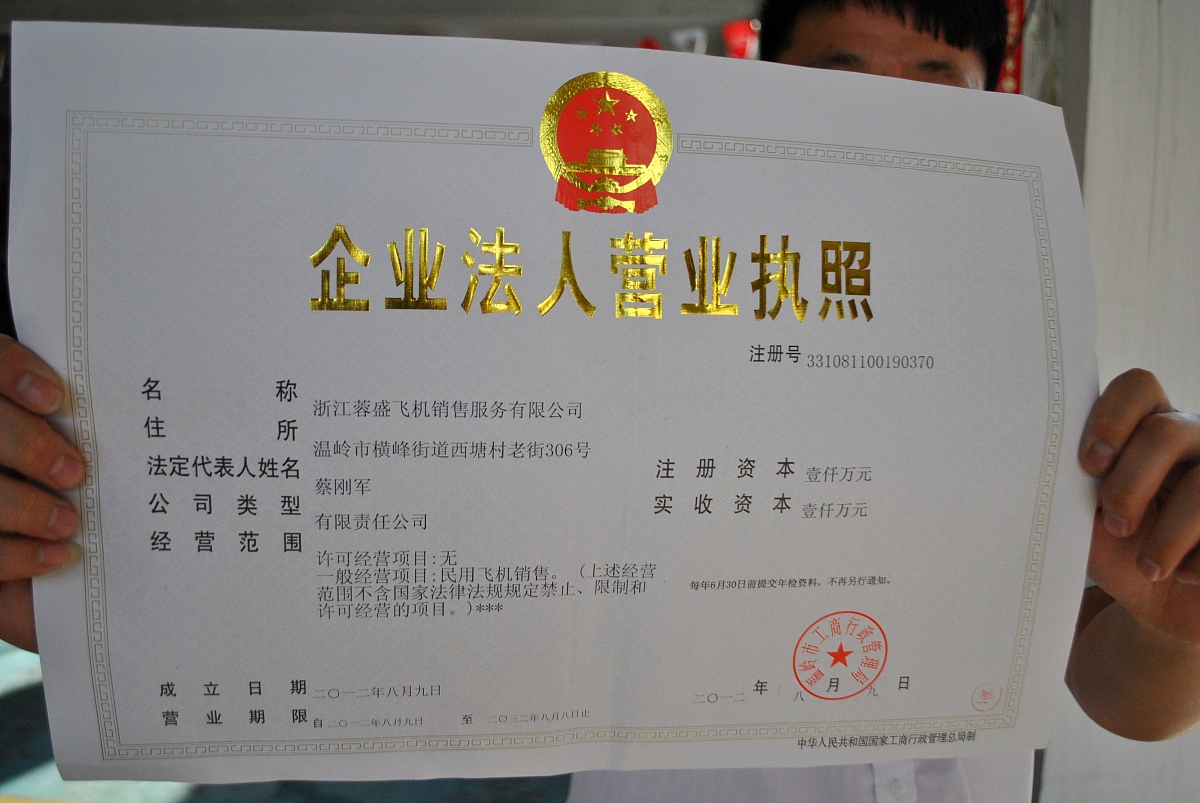 企业法人营业执照
注册号 331081100190370
名称 浙江蓉盛飞机销售服务有限公司
住所 温岭市横峰街道西塘村老街306号
法定代表人姓名 蔡刚军
注册资本 壹仟万元
公司类型 有限责任公司
实收资本 壹仟万元
经营范围 许可经营项目:无
一般经营项目:民用飞机销售。(上述经营
范围不含国家法律法规规定禁止、限制和
许可经营的项目。)***
每年6月30日前提交年检资料，不再另行通知。
温岭市工商行政管理局
成立日期 二〇一二年八月九日
二〇一二 年 八 月 九 日
营业期限 自 二〇一二年八月九日 至 二〇三二年八月八日止
中华人民共和国国家工商行政管理总局制